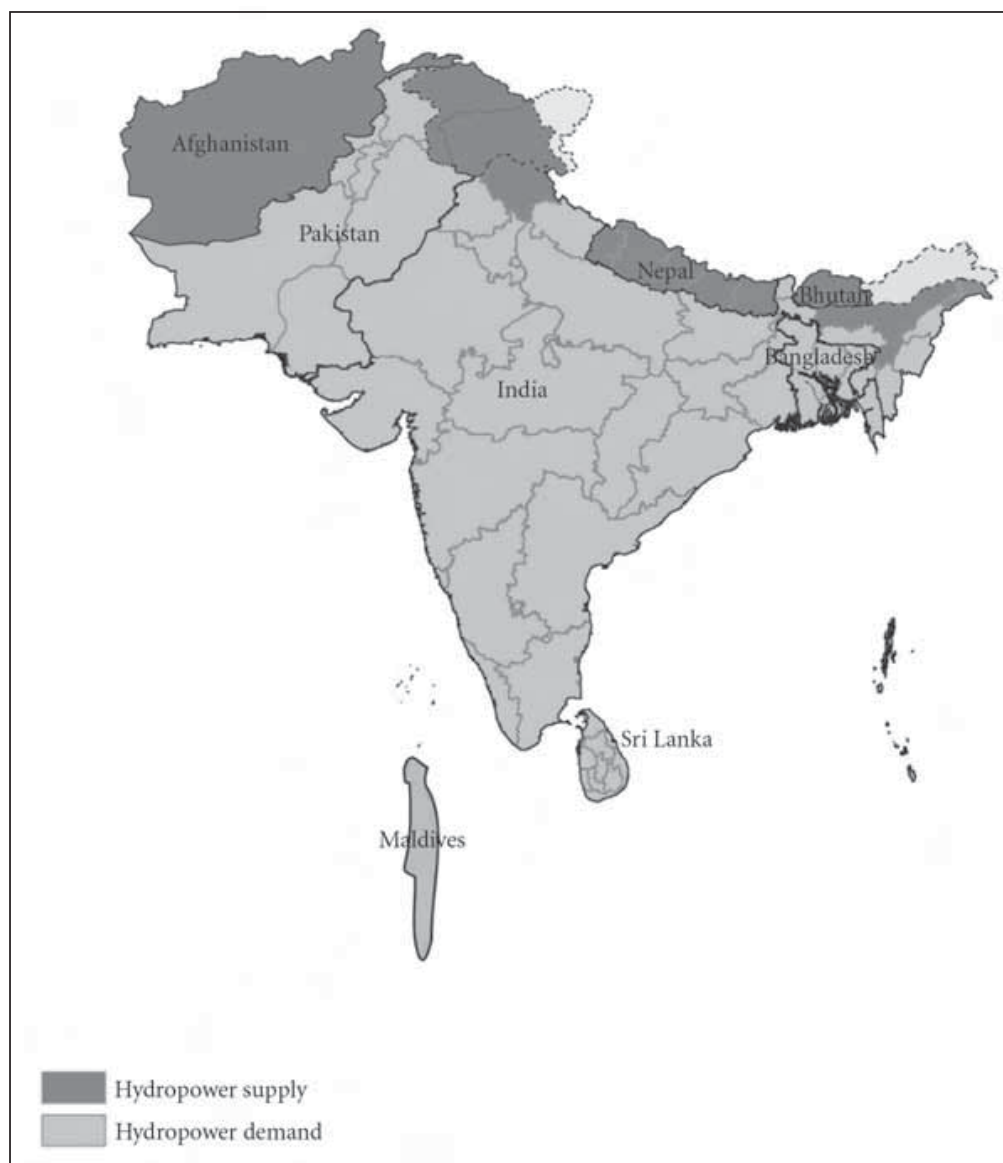 Afghanistan
Pakistan
Nepal
Bhutan
Bangladesh
India
Sri Lanka
Maldives
Hydropower supply
Hydropower demand